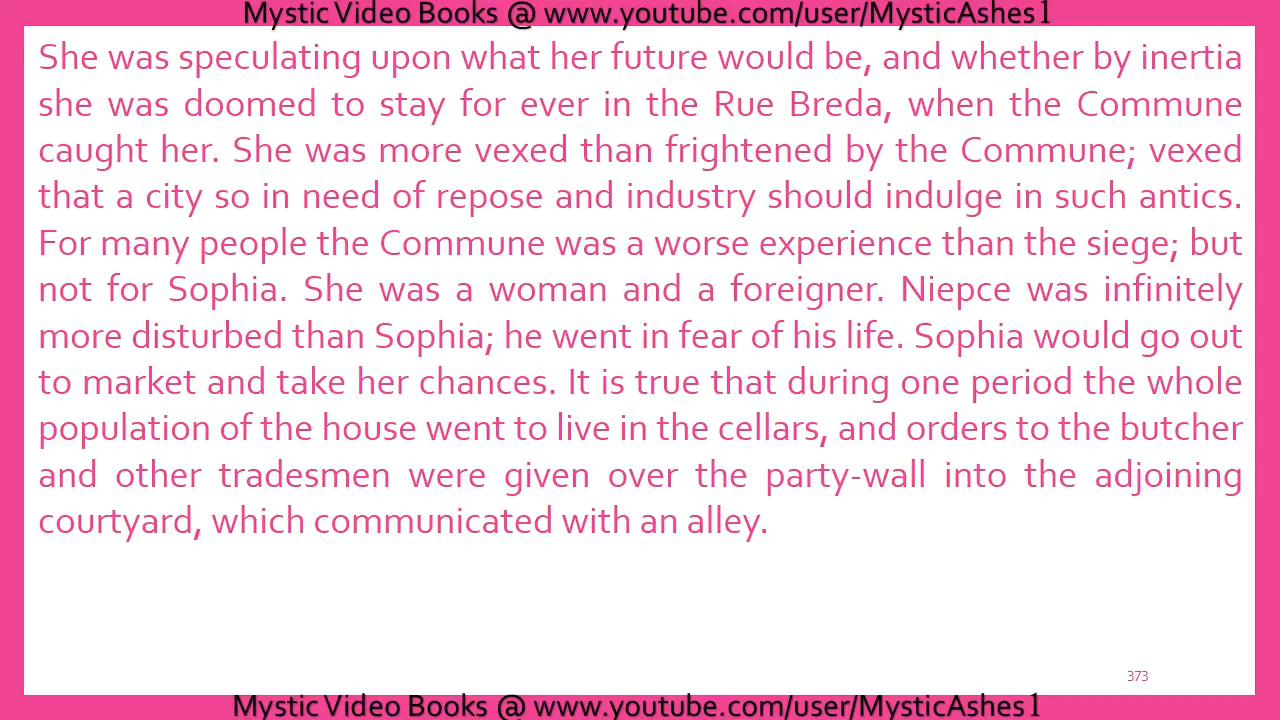 Mystic Video Books @ www.youtube.com/user/MysticAshes1
She was speculating upon what her future would be, and whether by inertia
she was doomed to stay for ever in the Rue Breda, when the Commune
caught her. She was more vexed than frightened by the Commune; vexed
that a city so in need of repose and industry should indulge in such antics.
For many people the Commune was a worse experience than the siege; but
not for Sophia. She was a woman and a foreigner. Niepce was infinitely
more disturbed than Sophia; he went in fear of his life. Sophia would go out
to market and take her chances. It is true that during one period the whole
population of the house went to live in the cellars, and orders to the butcher
and other tradesmen were given over the party-wall into the adjoining
courtyard, which communicated with an alley.
373
Mystic Video Books @ www.youtube.com/user/MysticAshes1